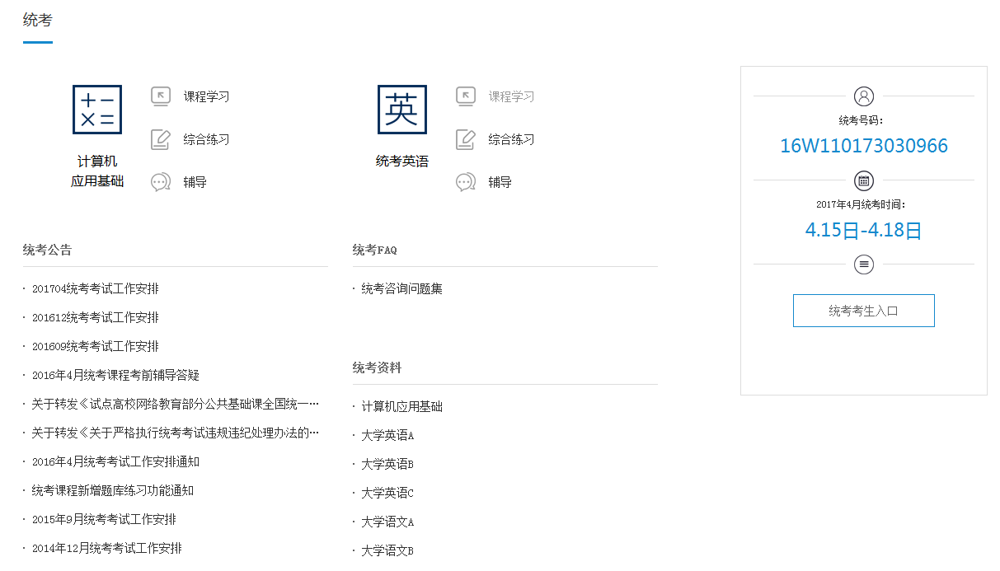 统考
课程学习
综合练习
计算机
应用基础
辅导
英
课程学习
综合练习
统考英语
辅导
统考号码:
16W110173030966
2017年4月统考时间:
4.15日-4.18日
统考考生入口
统考公告
· 201704统考考试工作安排
· 201612统考考试工作安排
· 201609统考考试工作安排
· 2016年4月统考课程考前辅导答疑
· 关于转发《试点高校网络教育部分公共基础课全国统一…
· 关于转发《关于严格执行统考考试违规违纪处理办法的…
· 2016年4月统考考试工作安排通知
· 统考课程新增题库练习功能通知
· 2015年9月统考考试工作安排
· 2014年12月统考考试工作安排
统考FAQ
· 统考咨询问题集
统考资料
· 计算机应用基础
· 大学英语A
· 大学英语B
· 大学英语C
· 大学语文A
· 大学语文B